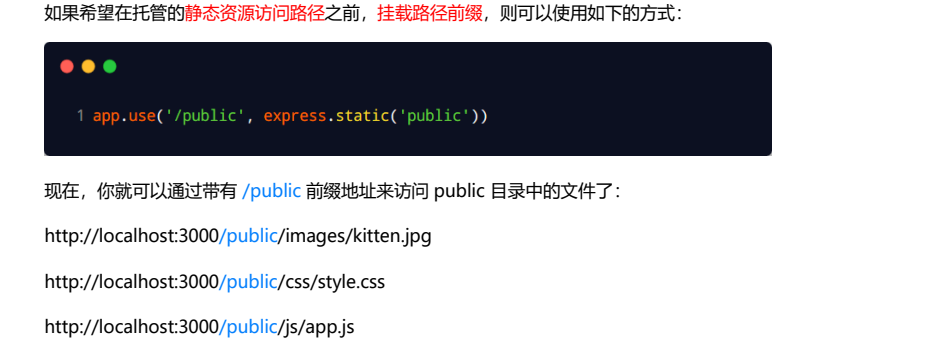 如果希望在托管的静态资源访问路径之前，挂载路径前缀，则可以使用如下的方式：
1 app.use('/public', express.static('public'))
现在，你就可以通过带有 /public 前缀地址来访问 public 目录中的文件了：
http://localhost:3000/public/images/kitten.jpg
http://localhost:3000/public/css/style.css
http://localhost:3000/public/js/app.js